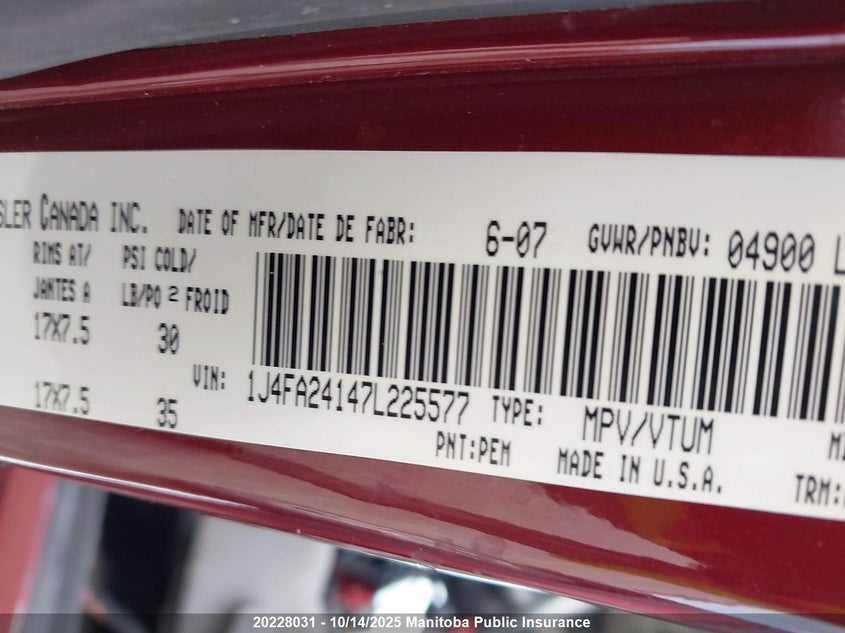 SLER CANADA INC. DATE OF MFR/DATE DE FABR: 6-07 GVWR/PNBV: 04900 L
RIMS AT/ PSI COLD/
JANTES A LB/PO 2 FROID
17X7.5 30
VIN: 1J4FA24147L225577 TYPE: MPV/VTUM
17X7.5 35
PNT:PEM MADE IN U.S.A.
TRM:
20228031 - 10/14/2025 Manitoba Public Insurance